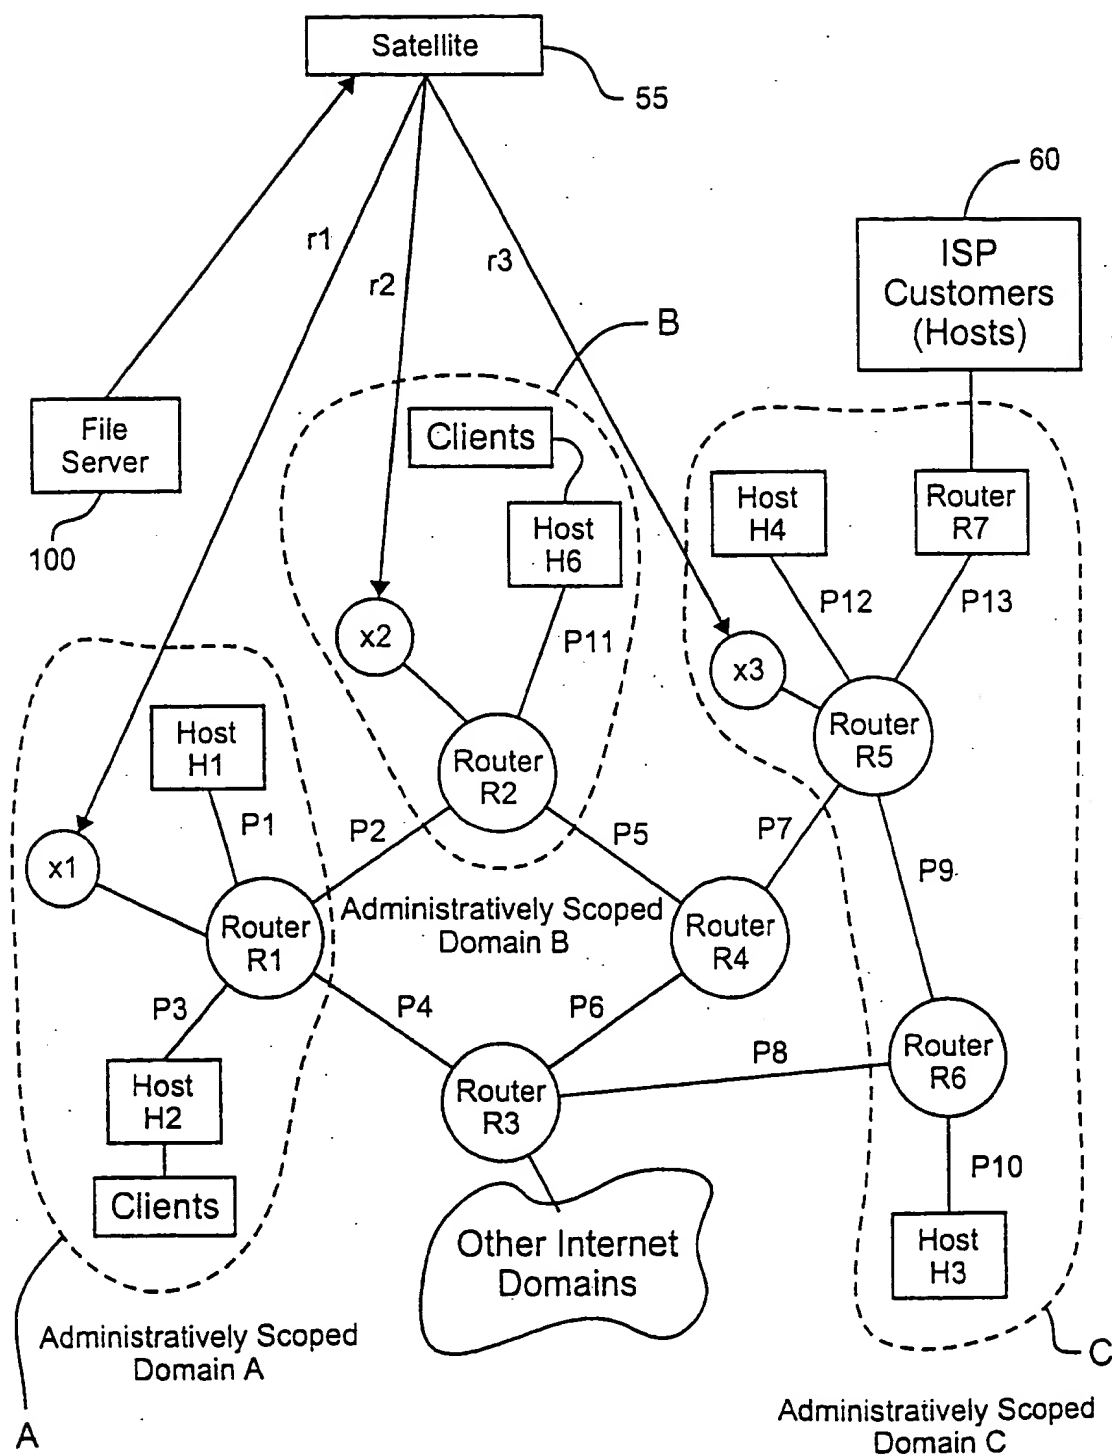 Satellite
55
60
ISP
Customers
(Hosts)
r1
r2
r3
B
File
Server
100
Clients
Host
H6
Host
H4
Router
R7
P12
P13
x2
P11
x3
Router
R5
Host
H1
Router
R2
P1
P2
P5
P7
P9
x1
Router
R1
Administratively Scoped
Domain B
Router
R4
P3
P4
P6
P8
Router
R6
Host
H2
Router
R3
P10
Clients
Other Internet
Domains
Host
H3
Administratively Scoped
Domain A
C
A
Administratively Scoped
Domain C